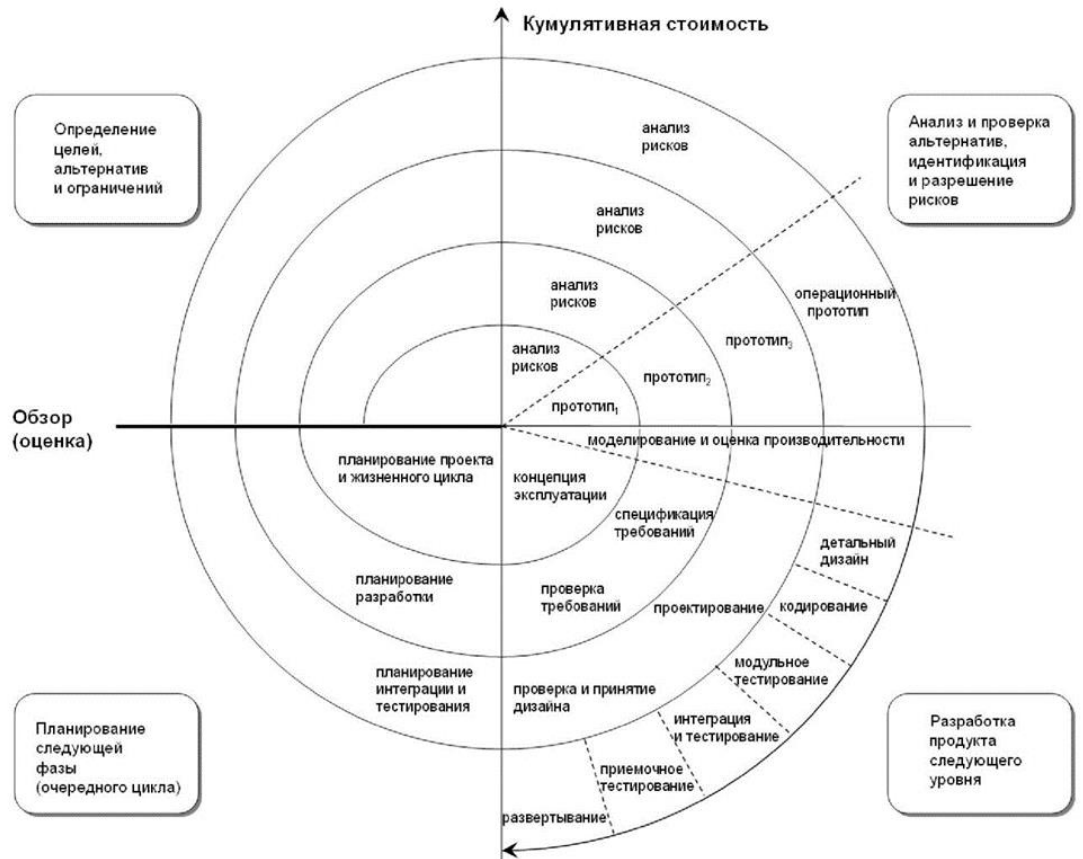 Кумулятивная стоимость
Определение
целей,
альтернатив
и ограничений
Анализ и проверка
альтернатив,
идентификация
и разрешение
рисков
анализ
рисков
анализ
рисков
анализ
рисков
анализ
рисков
операционный
прототип
прототип3
прототип2
прототип1
Обзор
(оценка)
моделирование и оценка производительности
планирование проекта
и жизненного цикла
концепция
эксплуатации
спецификация
требований
детальный
дизайн
планирование
разработки
проверка
требований
проектирование
кодирование
модульное
тестирование
планирование
интеграции и
тестирования
проверка и принятие
дизайна
интеграция
и тестирование
приемочное
тестирование
развертывание
Планирование
следующей
фазы
(очередного цикла)
Разработка
продукта
следующего
уровня